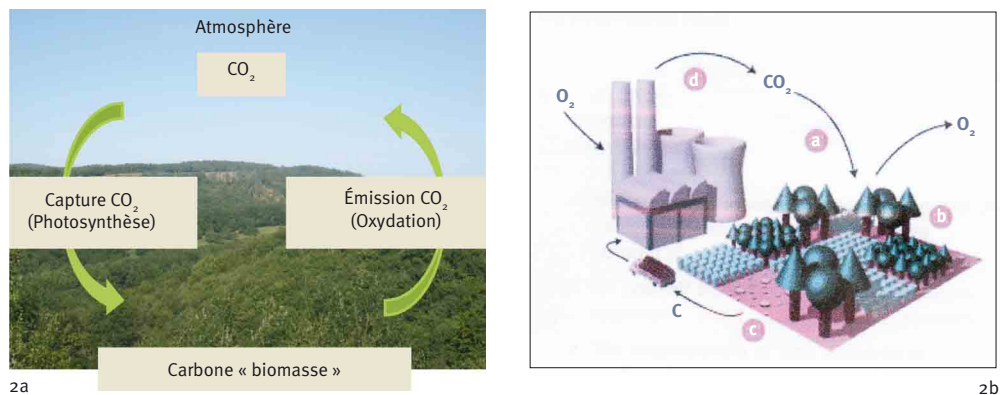 Atmosphère
CO₂
Capture CO₂
(Photosynthèse)
Émission CO₂
(Oxydation)
Carbone « biomasse »
2a
O₂
d
CO₂
a
O₂
b
C
c
2b